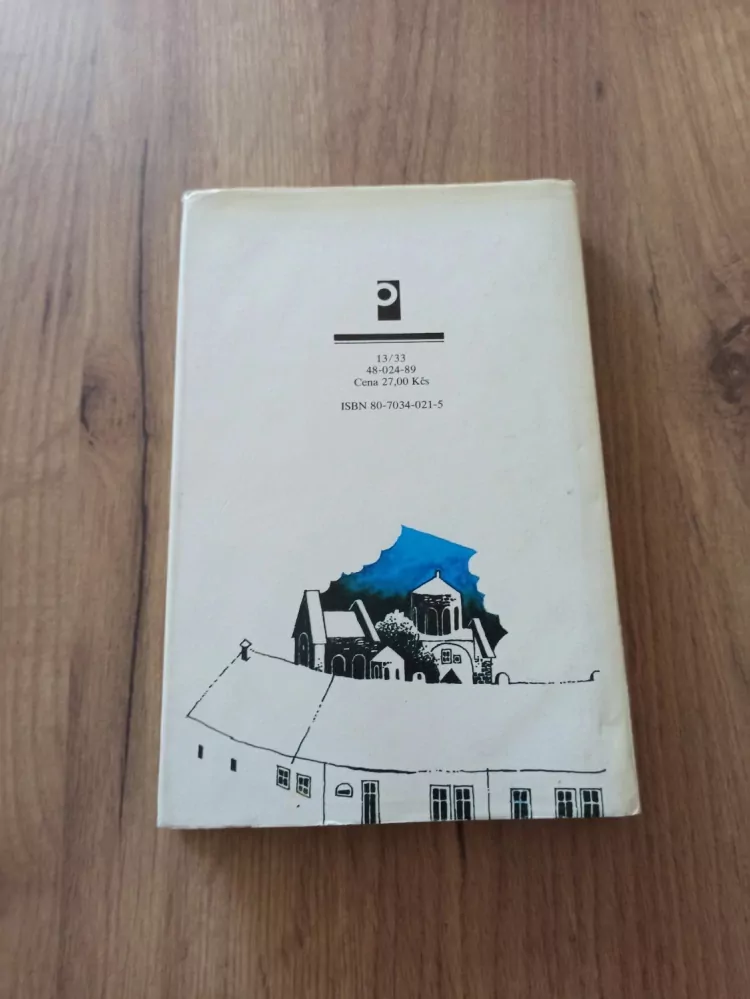 13/33
48-024-89
Cena 27,00 Kčs
ISBN 80-7034-021-5